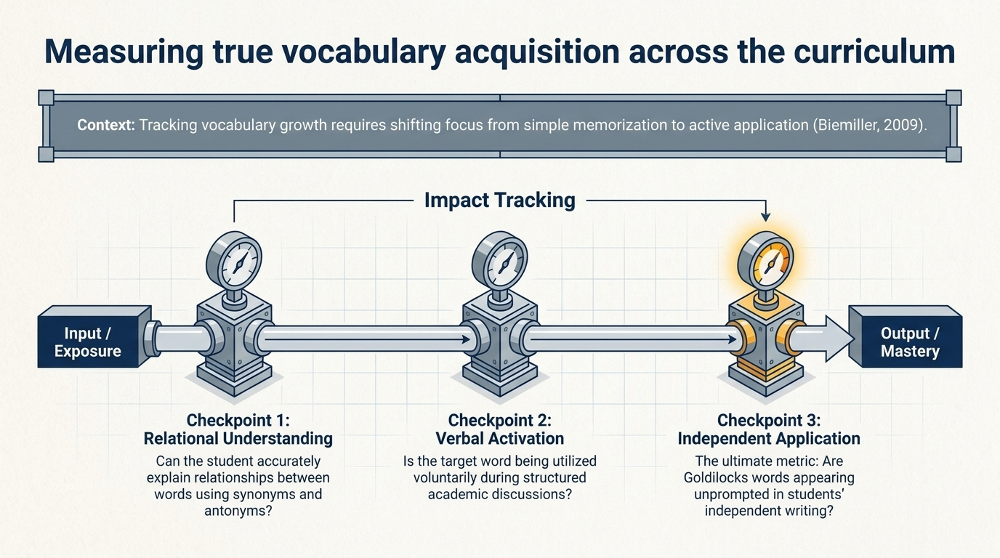 Measuring true vocabulary acquisition across the curriculum
Context: Tracking vocabulary growth requires shifting focus from simple memorization to active application (Biemiller, 2009).
Impact Tracking
Input /
Exposure
Output /
Mastery
Checkpoint 1:
Relational Understanding
Can the student accurately
explain relationships between
words using synonyms and
antonyms?
Checkpoint 2:
Verbal Activation
Is the target word being utilized
voluntarily during structured
academic discussions?
Checkpoint 3:
Independent Application
The ultimate metric: Are
Goldilocks words appearing
unprompted in students’
independent writing?